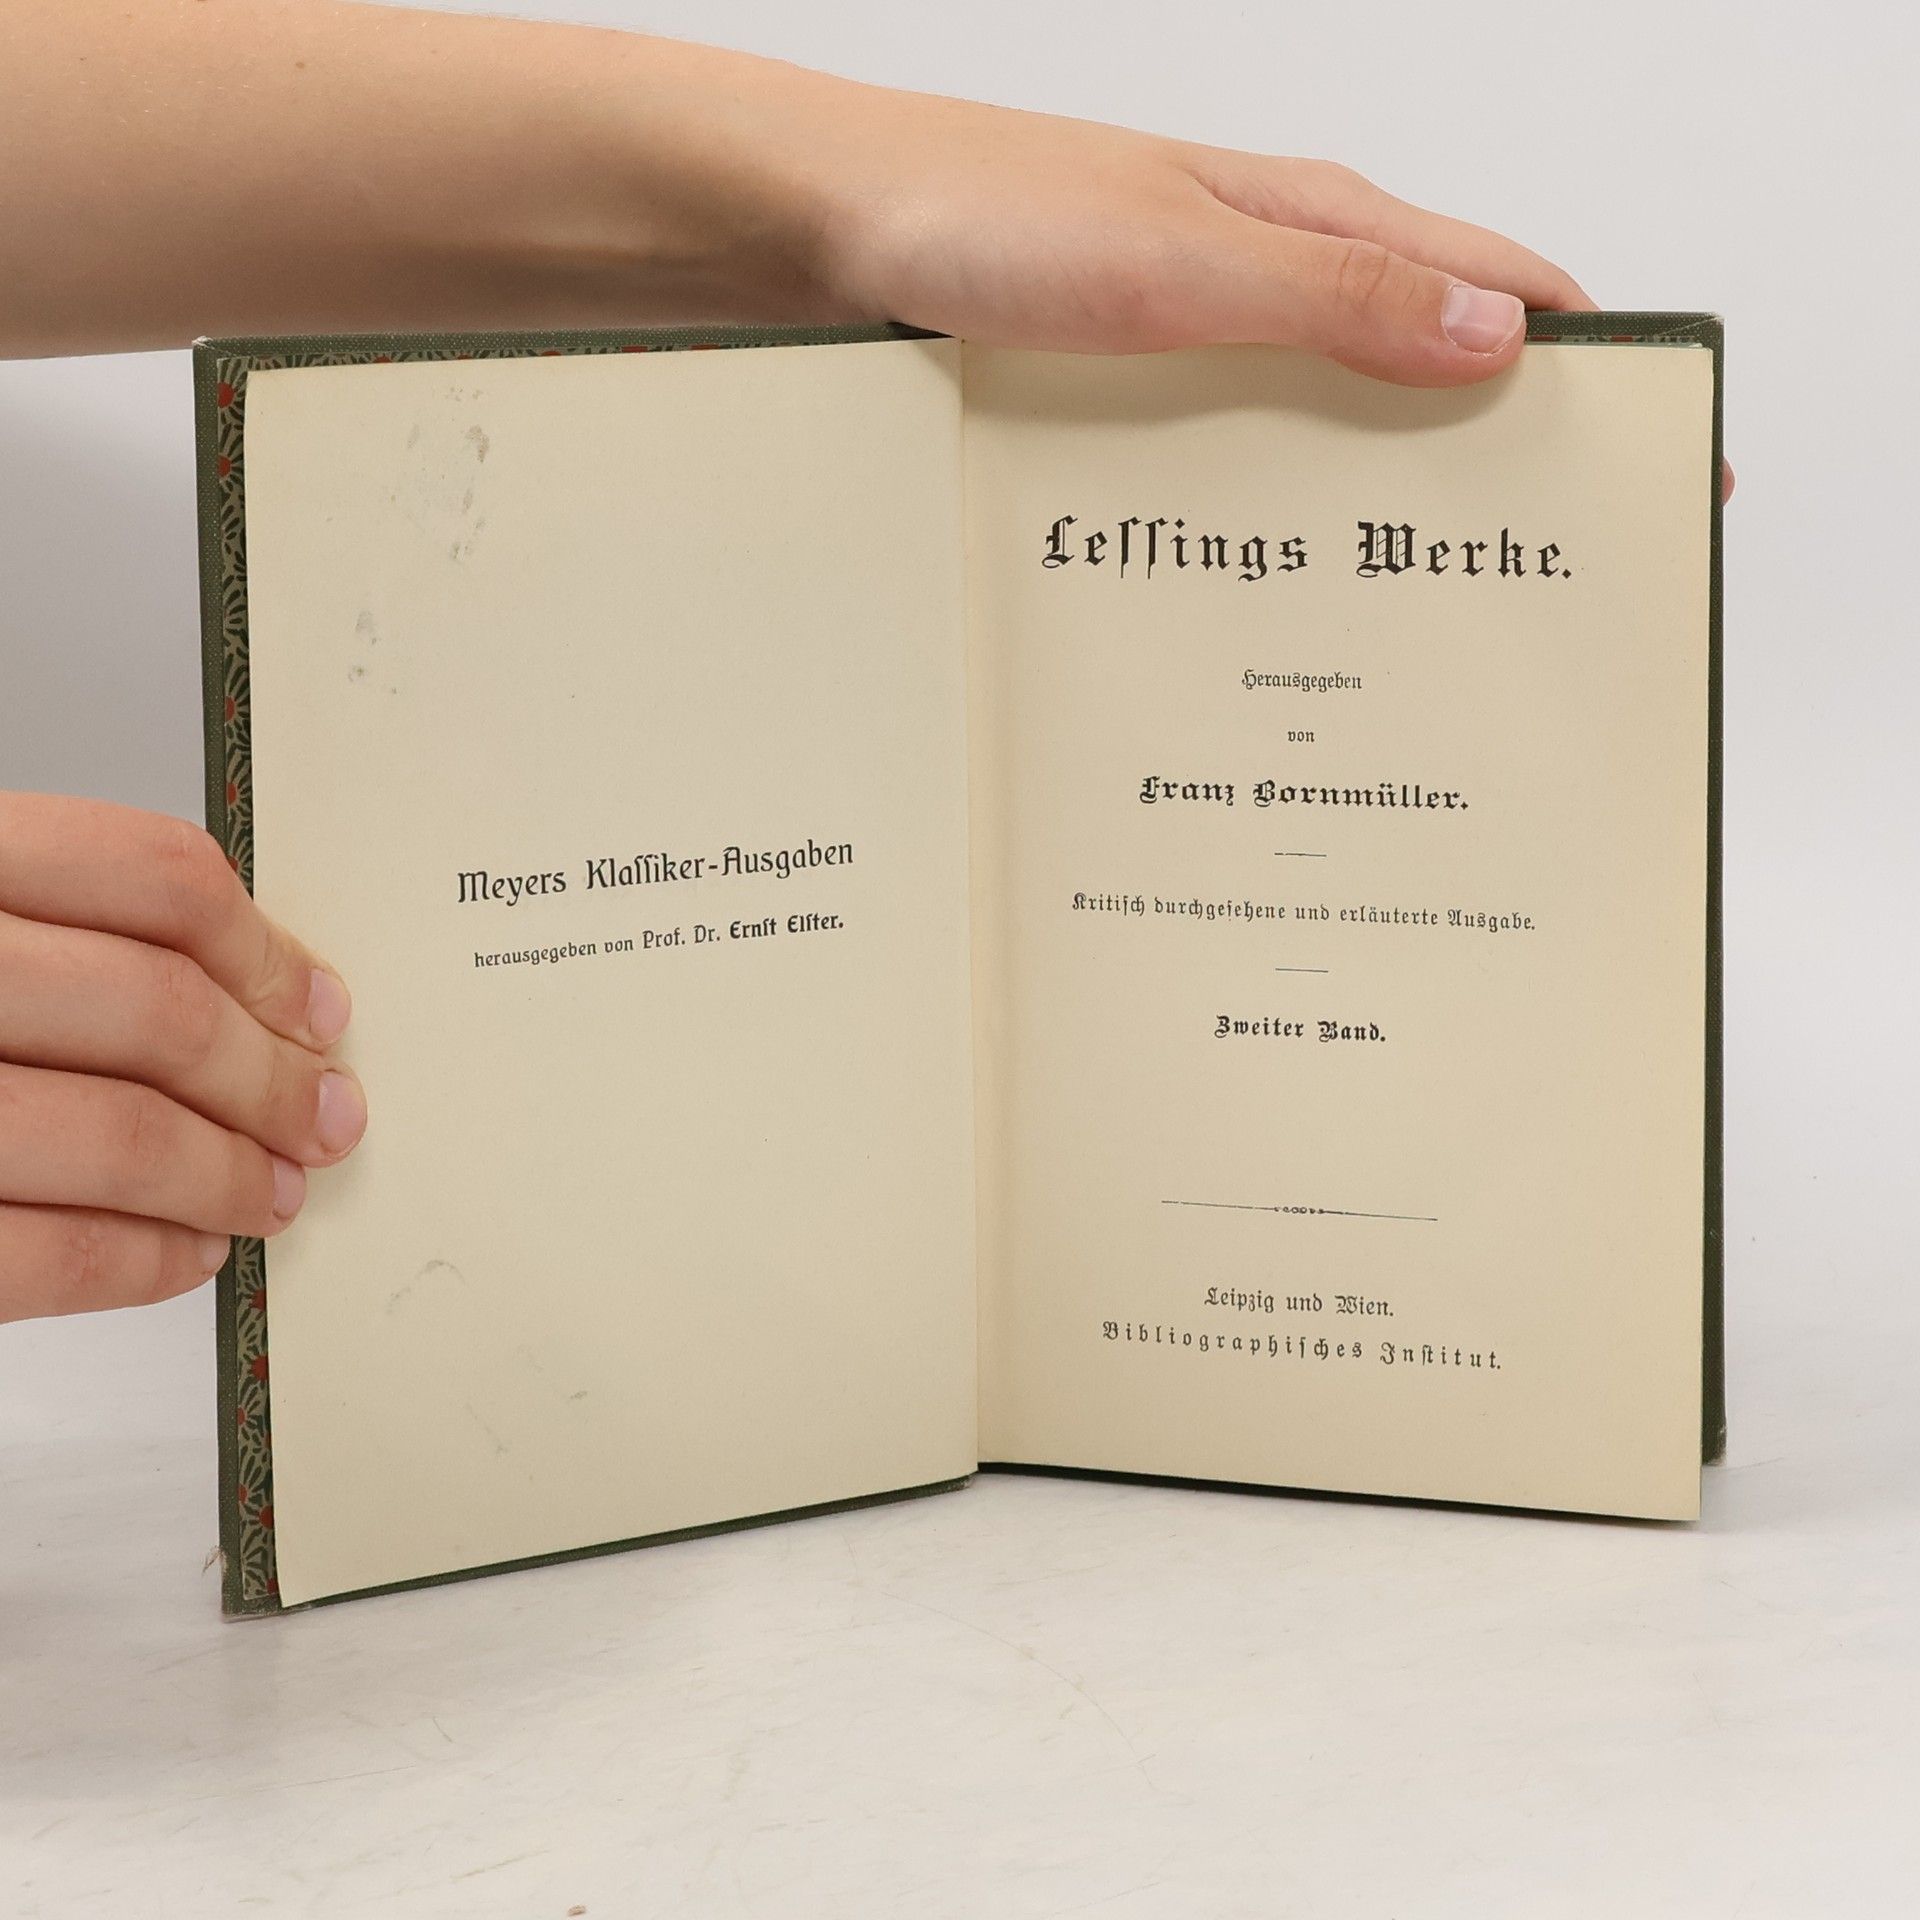 Meyers Klaſſiker-Ausgaben
herausgegeben von Prof. Dr. Ernſt Elſter.
Leſſings Werke.
Herausgegeben
von
Franz Bornmüller.
Kritiſch durchgeſehene und erläuterte Ausgabe.
Zweiter Band.
Leipzig und Wien.
Bibliographiſches Inſtitut.